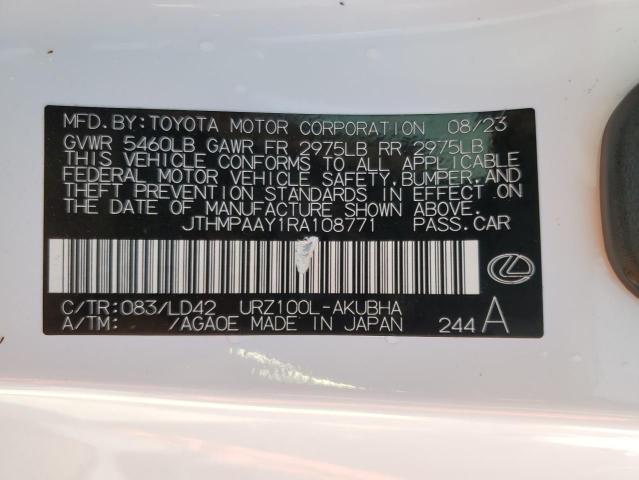 MFD.BY:TOYOTA MOTOR CORPORATION 08/23
GVWR 5460LB GAWR FR 2975LB RR 2975LB
THIS VEHICLE CONFORMS TO ALL APPLICABLE
FEDERAL MOTOR VEHICLE SAFETY,BUMPER,AND
THEFT PREVENTION STANDARDS IN EFFECT ON
THE DATE OF MANUFACTURE SHOWN ABOVE.
JTHMPAAY1RA108771 PASS.CAR
C/TR:083/LD42 URZ100L-AKUBHA
A/TM: /AGA0E MADE IN JAPAN 244 A